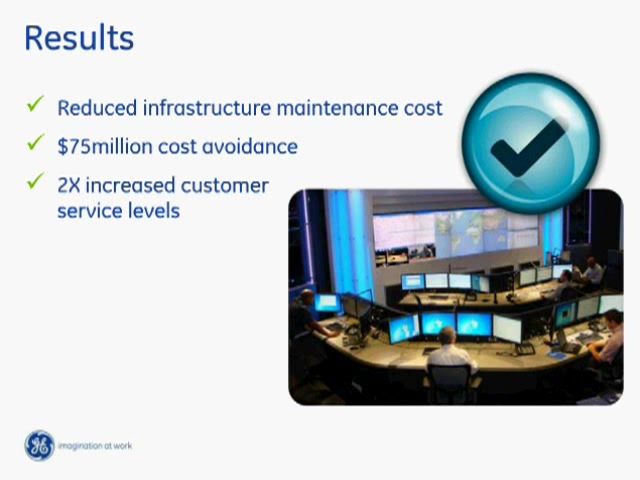 Results
Reduced infrastructure maintenance cost
$75million cost avoidance
2X increased customer
service levels
imagination at work